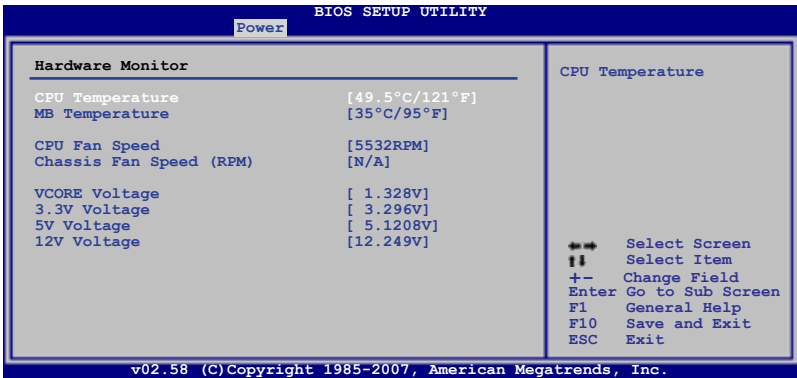 BIOS SETUP UTILITY
Power
Hardware Monitor
CPU Temperature [49.5°C/121°F]
MB Temperature [35°C/95°F]
CPU Fan Speed [5532RPM]
Chassis Fan Speed (RPM) [N/A]
VCORE Voltage [ 1.328V]
3.3V Voltage [ 3.296V]
5V Voltage [ 5.1208V]
12V Voltage [12.249V]
CPU Temperature
←→ Select Screen
↑↓ Select Item
+- Change Field
Enter Go to Sub Screen
F1 General Help
F10 Save and Exit
ESC Exit
v02.58 (C)Copyright 1985-2007, American Megatrends, Inc.